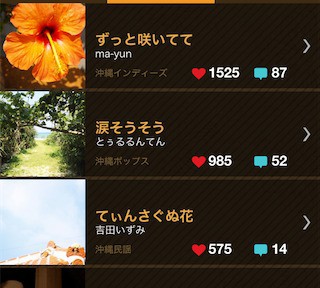 ずっと咲いてて
ma-yun
沖縄インディーズ 1525 87
涙そうそう
とぅるるんてん
沖縄ポップス 985 52
てぃんさぐぬ花
吉田いずみ
沖縄民謡 575 14